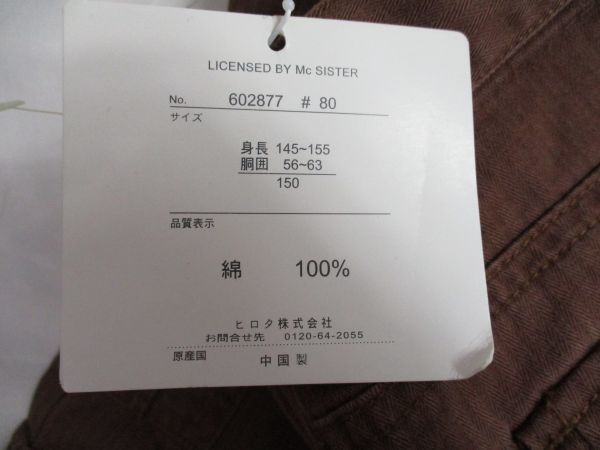 LICENSED BY Mc SISTER
No. 602877 # 80
サイズ
身長 145~155
胴囲 56~63
150
品質表示
綿 100%
ヒロタ株式会社
お問合せ先 0120-64-2055
原産国 中国製